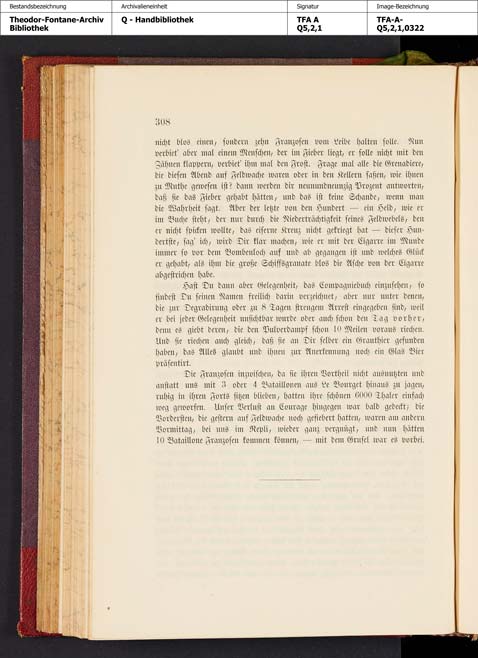 Bestandsbezeichnung
Theodor-Fontane-Archiv
Bibliothek
Archivalieneinheit
Q - Handbibliothek
Signatur
TFA A
Q5,2,1
Image-Bezeichnung
TFA-A-
Q5,2,1,0322
308
nicht blos einen, sondern zehn Franzosen vom Leibe halten solle. Nun
verbiet' aber mal einem Menschen, der im Fieber liegt, er solle nicht mit den
Zähnen klappern, verbiet' ihm mal den Frost. Frage mal alle die Grenadiere,
die diesen Abend auf Feldwache waren oder in den Kellern saßen, wie ihnen
zu Muthe gewesen ist? dann werden dir neunundneunzig Prozent antworten,
daß sie das Fieber gehabt hätten, und das ist keine Schande, wenn man
die Wahrheit sagt. Aber der letzte von den Hundert — ein Held, wie er
im Buche steht, der nur durch die Niederträchtigkeit seines Feldwebels, den
er nicht spicken wollte, das eiserne Kreuz nicht gekriegt hat — dieser Hun-
dertste, sag' ich, wird Dir klar machen, wie er mit der Cigarre im Munde
immer so vor dem Bombenloch auf und ab gegangen ist und welches Glück
er gehabt, als ihm die große Schiffsgranate blos die Asche von der Cigarre
abgestrichen habe.
Hast Du dann aber Gelegenheit, das Compagniebuch einzusehen, so
findest Du seinen Namen freilich darin verzeichnet, aber nur unter denen,
die zur Degradirung oder zu 8 Tagen strengem Arrest eingegeben sind, weil
er bei jeder Gelegenheit unsichtbar wurde oder auch schon den Tag vorher,
denn es giebt deren, die den Pulverdampf schon 10 Meilen voraus riechen.
Und sie riechen auch gleich, daß sie an Dir selber ein Grauthier gefunden
haben, das Alles glaubt und ihnen zur Anerkennung noch ein Glas Bier
präsentirt.
Die Franzosen inzwischen, da sie ihren Vortheil nicht ausnutzten und
anstatt uns mit 3 oder 4 Bataillonen aus Le Bourget hinaus zu jagen,
ruhig in ihren Forts sitzen blieben, hatten ihre schönen 6000 Thaler einfach
weg geworfen. Unser Verlust an Courage hingegen war bald gedeckt; die
Vordersten, die gestern auf Feldwache noch gefiebert hatten, waren am andern
Vormittag, bei uns im Repli, wieder ganz vergnügt, und nun hätten
10 Bataillone Franzosen kommen können, — mit dem Grusel war es vorbei.